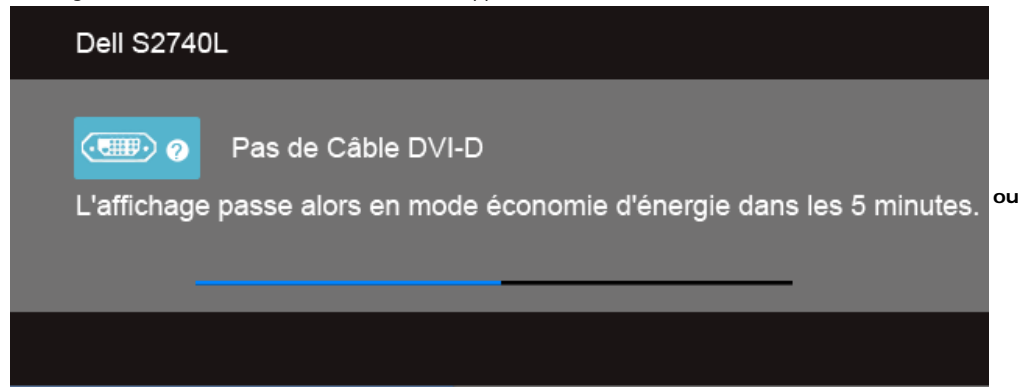 Dell S2740L
Pas de Câble DVI-D
L'affichage passe alors en mode économie d'énergie dans les 5 minutes. ou